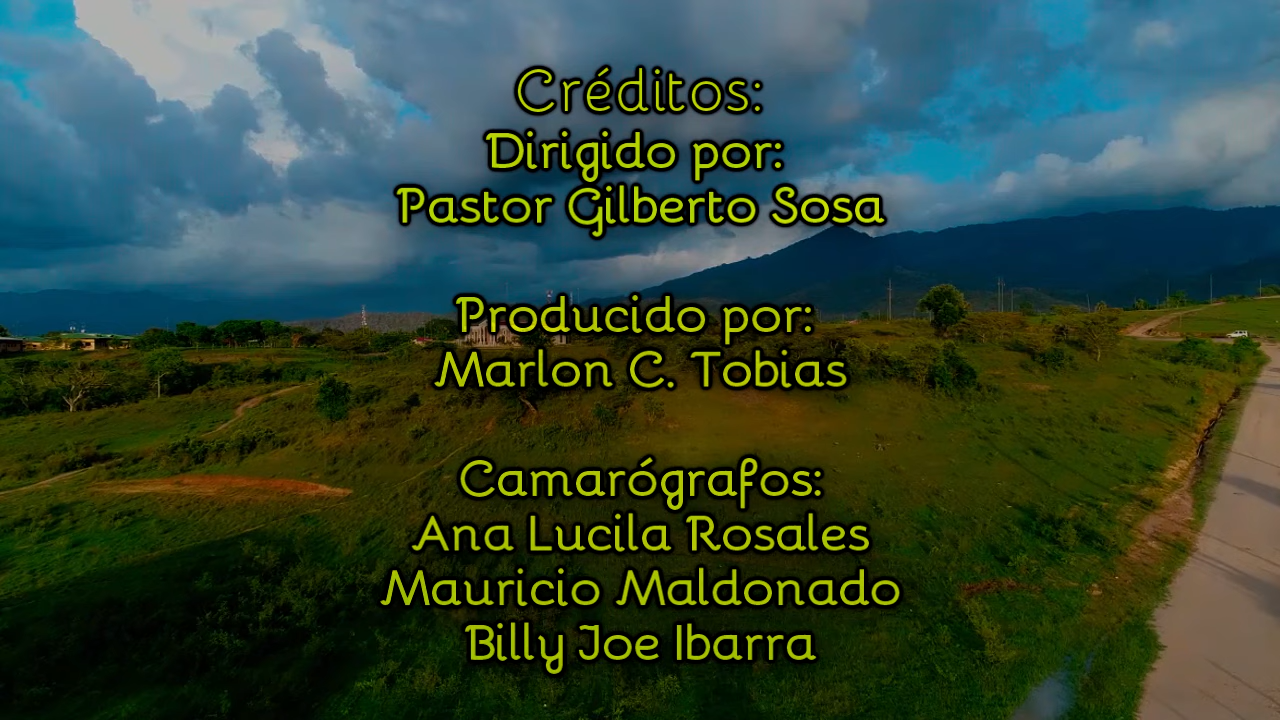 Créditos:
Dirigido por:
Pastor Gilberto Sosa
Producido por:
Marlon C. Tobias
Camarógrafos:
Ana Lucila Rosales
Mauricio Maldonado
Billy Joe Ibarra